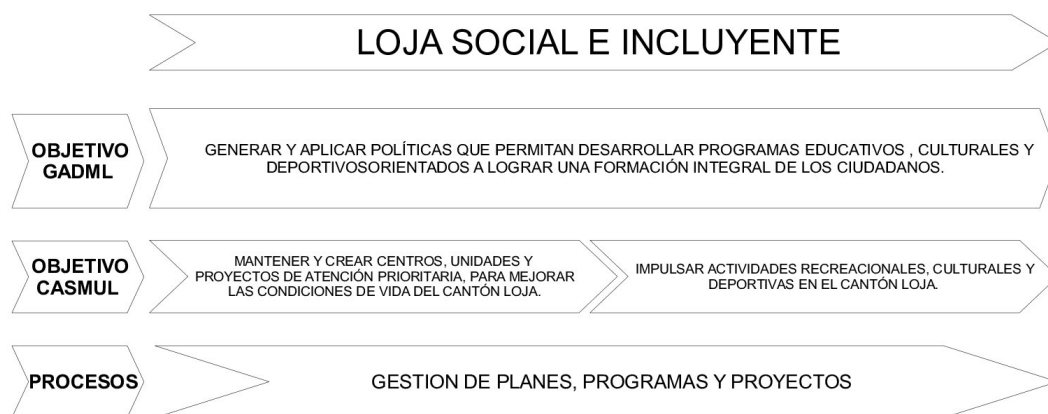 LOJA SOCIAL E INCLUYENTE
OBJETIVO
GADML
GENERAR Y APLICAR POLÍTICAS QUE PERMITAN DESARROLLAR PROGRAMAS EDUCATIVOS , CULTURALES Y
DEPORTIVOSORIENTADOS A LOGRAR UNA FORMACIÓN INTEGRAL DE LOS CIUDADANOS.
OBJETIVO
CASMUL
MANTENER Y CREAR CENTROS, UNIDADES Y
PROYECTOS DE ATENCIÓN PRIORITARIA, PARA MEJORAR
LAS CONDICIONES DE VIDA DEL CANTÓN LOJA.
IMPULSAR ACTIVIDADES RECREACIONALES, CULTURALES Y
DEPORTIVAS EN EL CANTÓN LOJA.
PROCESOS
GESTION DE PLANES, PROGRAMAS Y PROYECTOS